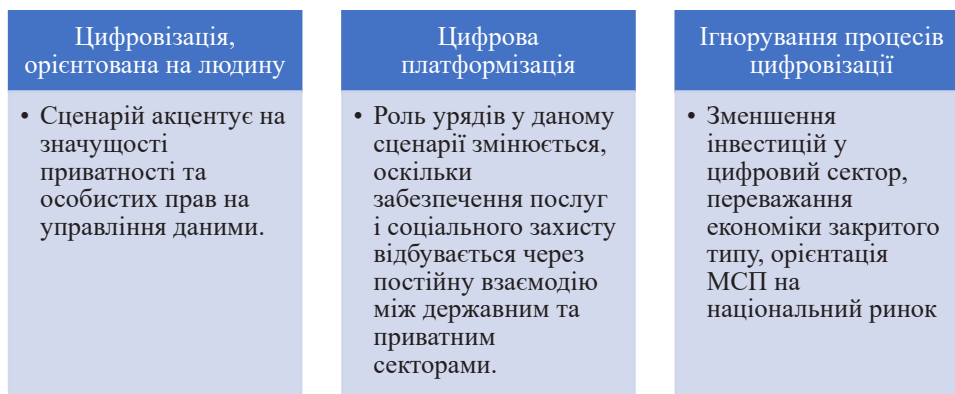 Цифровізація,
орієнтована на людину
• Сценарій акцентує на
значущості
приватності та
особистих прав на
управління даними.
Цифрова
платформізація
• Роль урядів у даному
сценарії змінюється,
оскільки
забезпечення послуг
і соціального захисту
відбувається через
постійну взаємодію
між державним та
приватним
секторами.
Ігнорування процесів
цифровізації
• Зменшення
інвестицій у
цифровий сектор,
переважання
економіки закритого
типу, орієнтація
МСП на
національний ринок